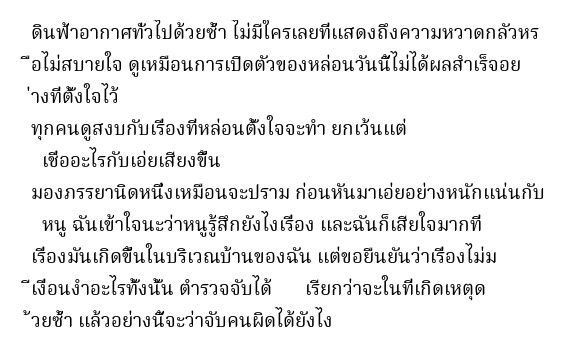 ดินฟ้าอากาศทั่วไปด้วยซ้ำ ไม่มีใครเลยที่แสดงถึงความหวาดกลัวหร
ือไม่สบายใจ ดูเหมือนการเปิดตัวของหล่อนวันนี้ไม่ได้ผลสำเร็จอย
่างที่ตั้งใจไว้
ทุกคนดูสงบกับเรื่องที่หล่อนตั้งใจจะทำ ยกเว้นแต่
เชื่ออะไรกับเอ่ยเสียงขึ้น
มองภรรยานิดหนึ่งเหมือนจะปราม ก่อนหันมาเอ่ยอย่างหนักแน่นกับ
หนู ฉันเข้าใจนะว่าหนูรู้สึกยังไงเรื่อง และฉันก็เสียใจมากที่
เรื่องมันเกิดขึ้นในบริเวณบ้านของฉัน แต่ขอยืนยันว่าเรื่องไม่ม
ีเงื่อนงำอะไรทั้งนั้น ตำรวจจับได้ เรียกว่าจะในที่เกิดเหตุด
้วยซ้ำ แล้วอย่างนี้จะว่าจับคนผิดได้ยังไง